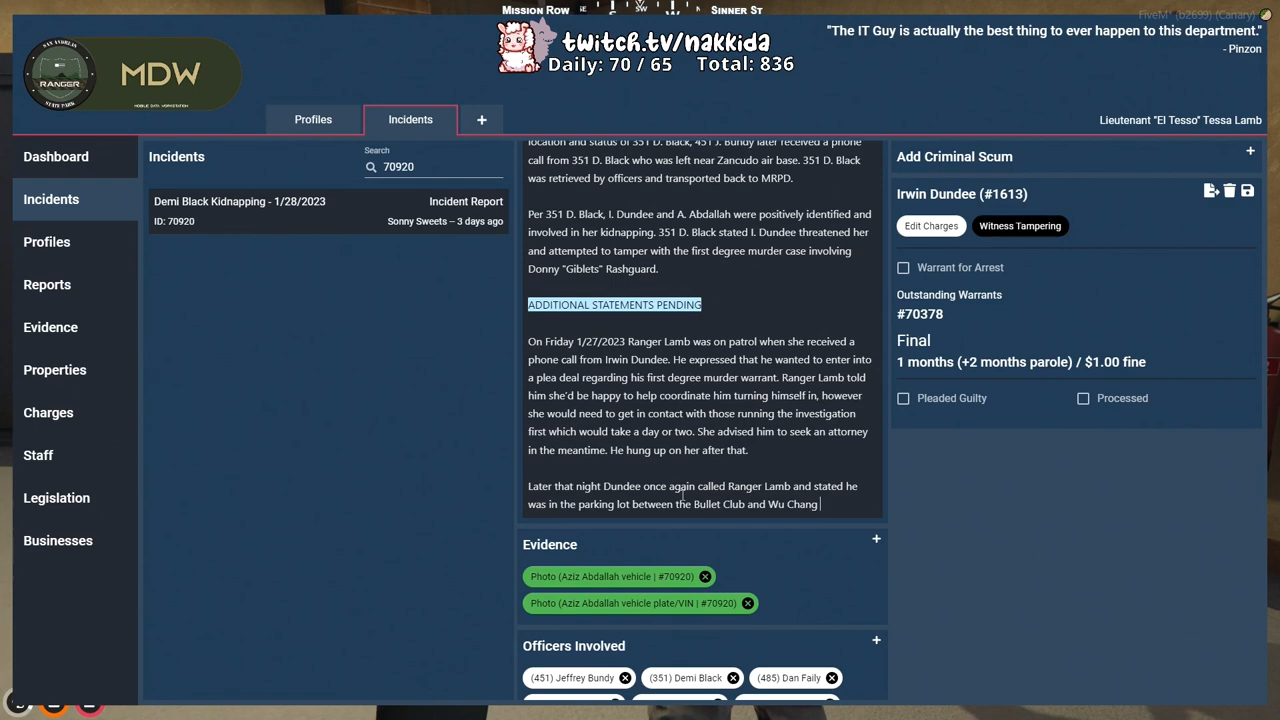 MISSION ROW
SW
SINNER ST
FiveM® (b2699) (Canary)
"The IT Guy is actually the best thing to ever happen to this department."
- Pinzon
twitch.tv/nakkida
Daily: 70 / 65 Total: 836
SAN ANDREAS
RANGER
STATE PARK
MDW
MOBILE DATA WORKSTATION
Profiles
Incidents
+
Lieutenant "El Tesso" Tessa Lamb
Dashboard
Incidents
Profiles
Reports
Evidence
Properties
Charges
Staff
Legislation
Businesses
Incidents
Search
70920
Demi Black Kidnapping - 1/28/2023
Incident Report
ID: 70920
Sonny Sweets – 3 days ago
location and status of 351 D. Black, 451 J. Bundy later received a phone
call from 351 D. Black who was left near Zancudo air base. 351 D. Black
was retrieved by officers and transported back to MRPD.
Per 351 D. Black, I. Dundee and A. Abdallah were positively identified and
involved in her kidnapping. 351 D. Black stated I. Dundee threatened her
and attempted to tamper with the first degree murder case involving
Donny "Giblets" Rashguard.
ADDITIONAL STATEMENTS PENDING
On Friday 1/27/2023 Ranger Lamb was on patrol when she received a
phone call from Irwin Dundee. He expressed that he wanted to enter into
a plea deal regarding his first degree murder warrant. Ranger Lamb told
him she'd be happy to help coordinate him turning himself in, however
she would need to get in contact with those running the investigation
first which would take a day or two. She advised him to seek an attorney
in the meantime. He hung up on her after that.
Later that night Dundee once again called Ranger Lamb and stated he
was in the parking lot between the Bullet Club and Wu Chang
Evidence
+
Photo (Aziz Abdallah vehicle | #70920)
Photo (Aziz Abdallah vehicle plate/VIN | #70920)
Officers Involved
+
(451) Jeffrey Bundy
(351) Demi Black
(485) Dan Faily
Add Criminal Scum
+
Irwin Dundee (#1613)
Edit Charges
Witness Tampering
Warrant for Arrest
Outstanding Warrants
#70378
Final
1 months (+2 months parole) / $1.00 fine
Pleaded Guilty
Processed